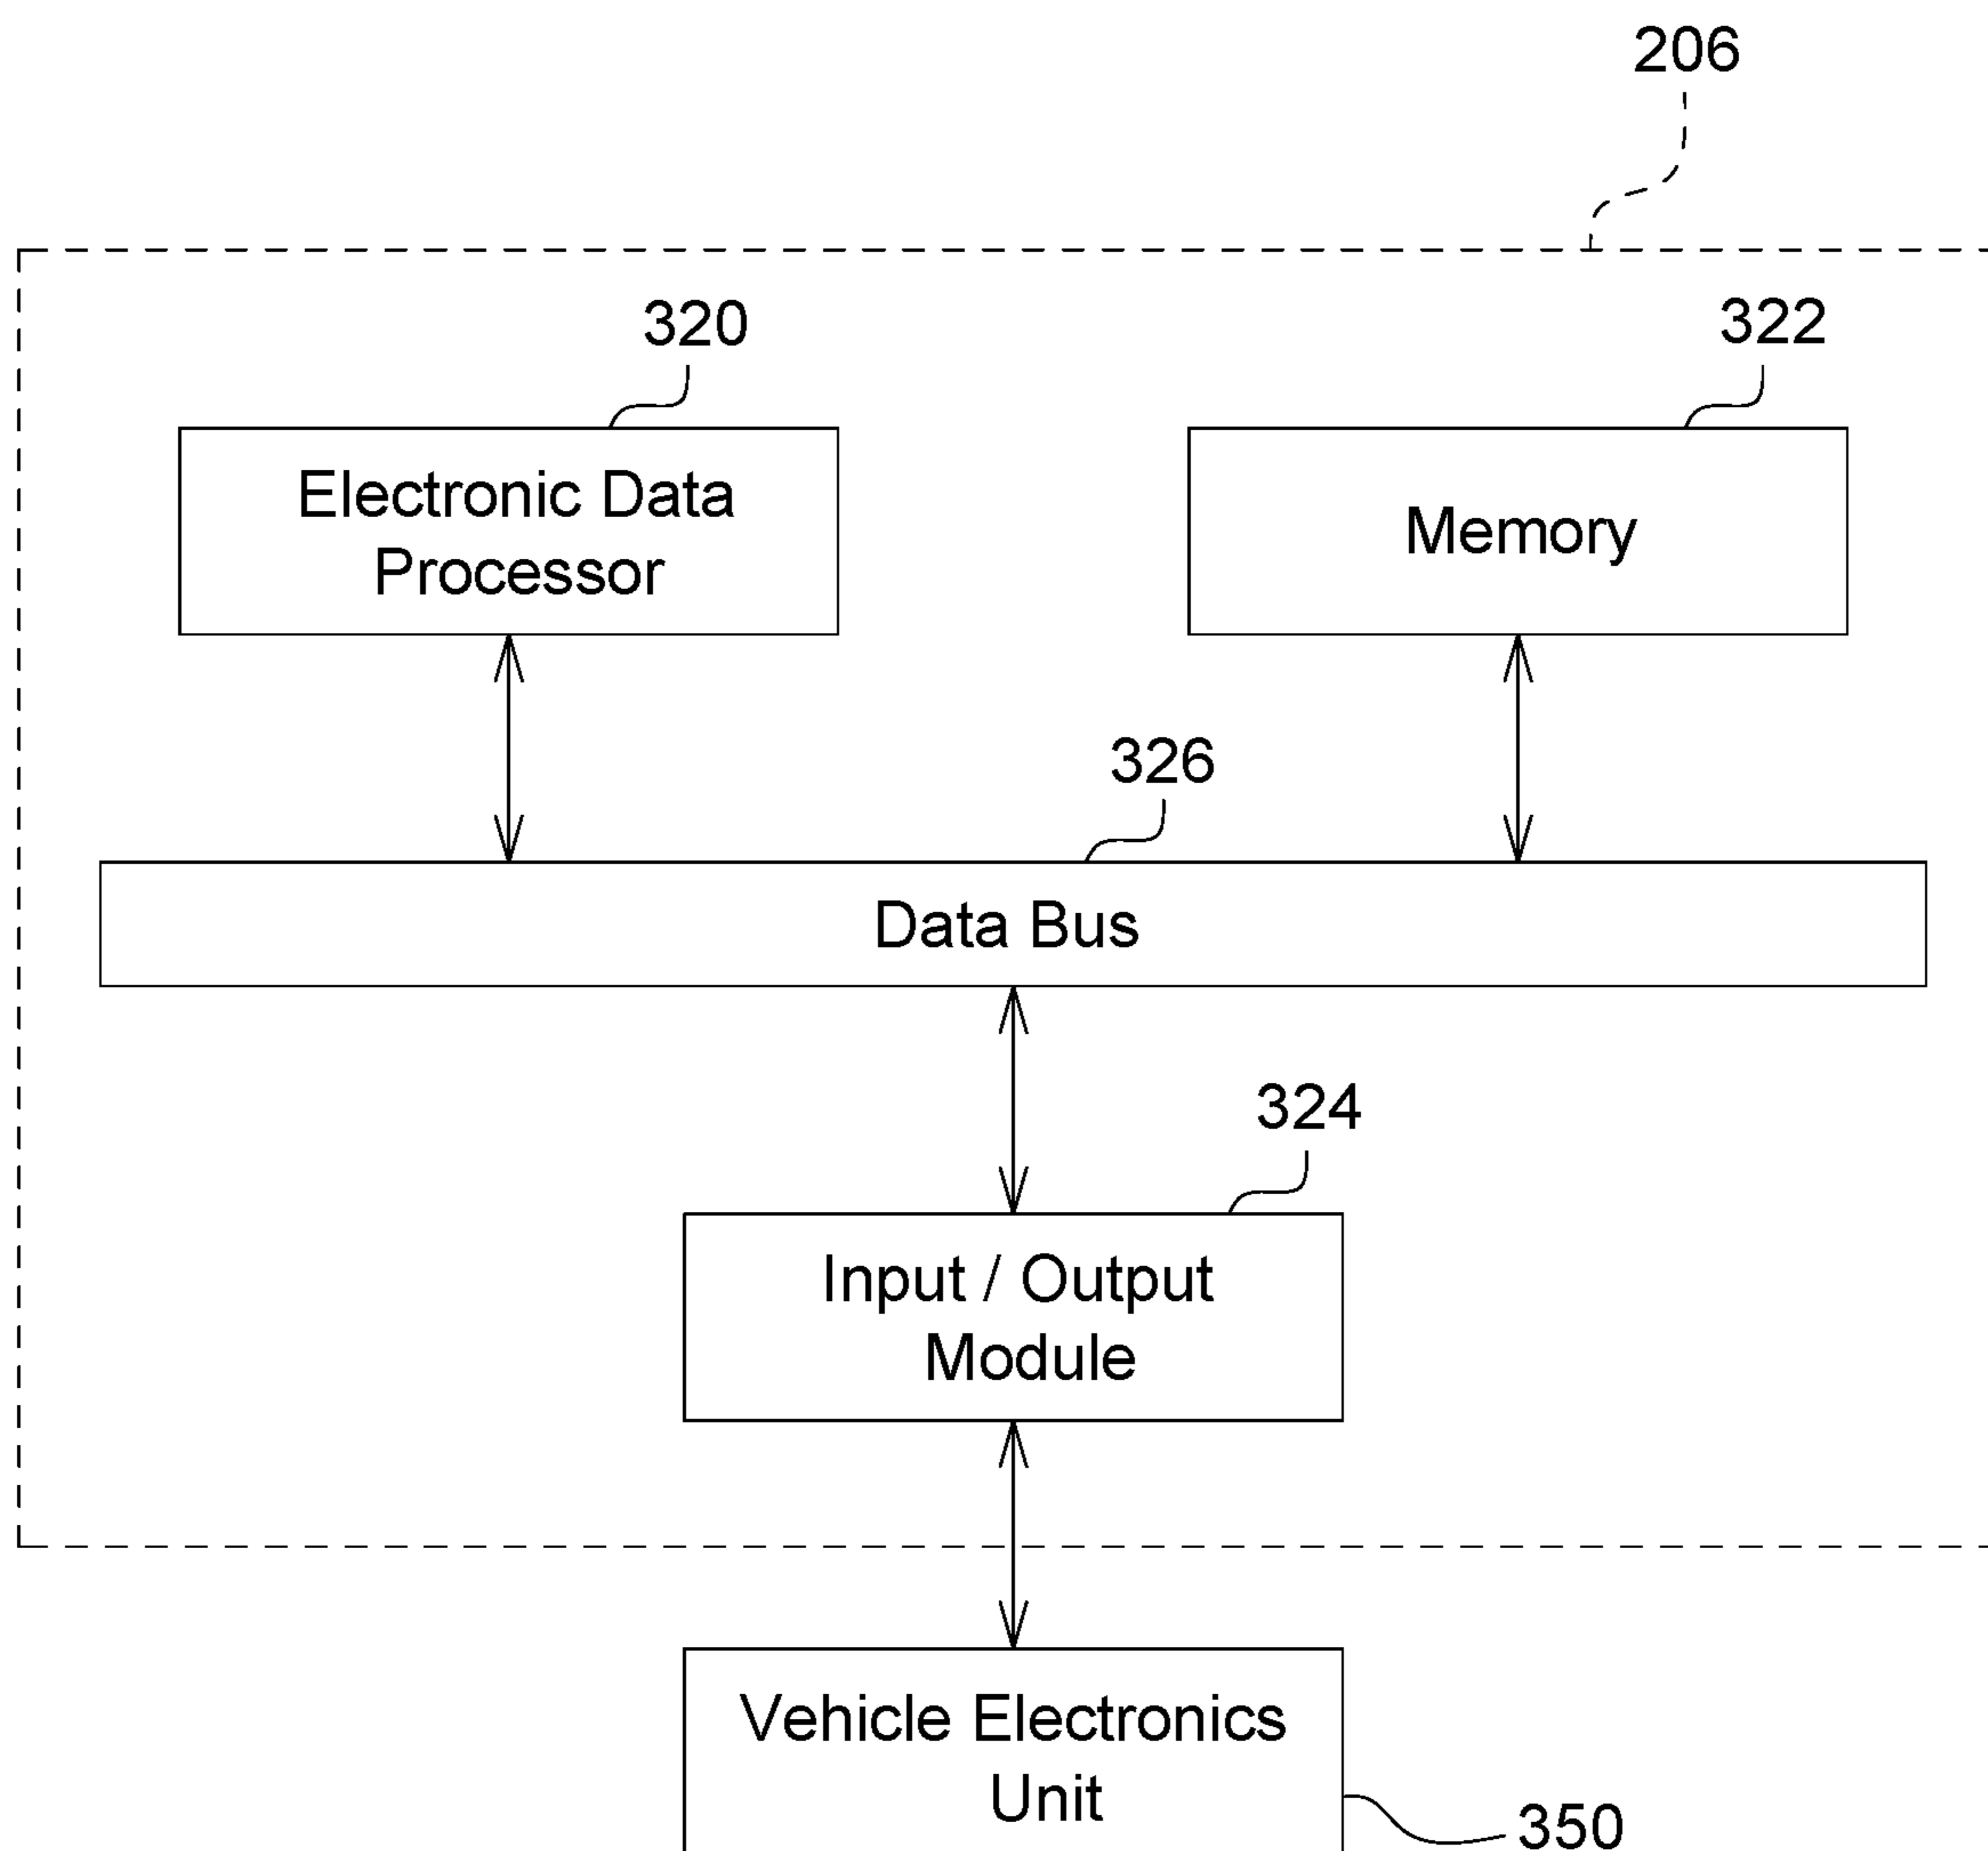 206
320
322
Electronic Data
Processor
Memory
326
Data Bus
324
Input / Output
Module
Vehicle Electronics
Unit
350